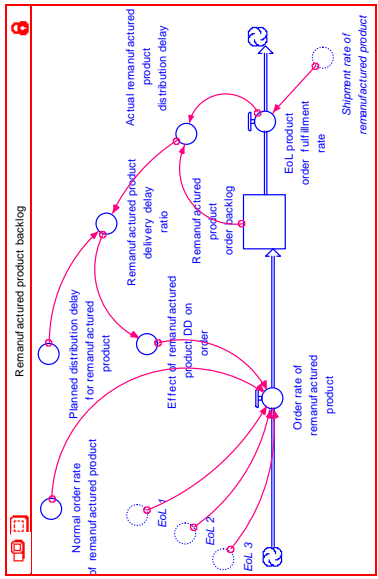 Remanufactured product backlog
Normal order rate
of remanufactured product
Planned distribution delay
for remanufactured
product
Actual remanufactured
product
distribution delay
Remanufactured product
delivery delay
ratio
Effect of remanufactured
product DD on
order
Remanufactured
product
order backlog
EoL 1
EoL 2
EoL 3
Order rate of
remanufactured
product
EoL product
order fulfillment
rate
Shipment rate of
remanufactured product